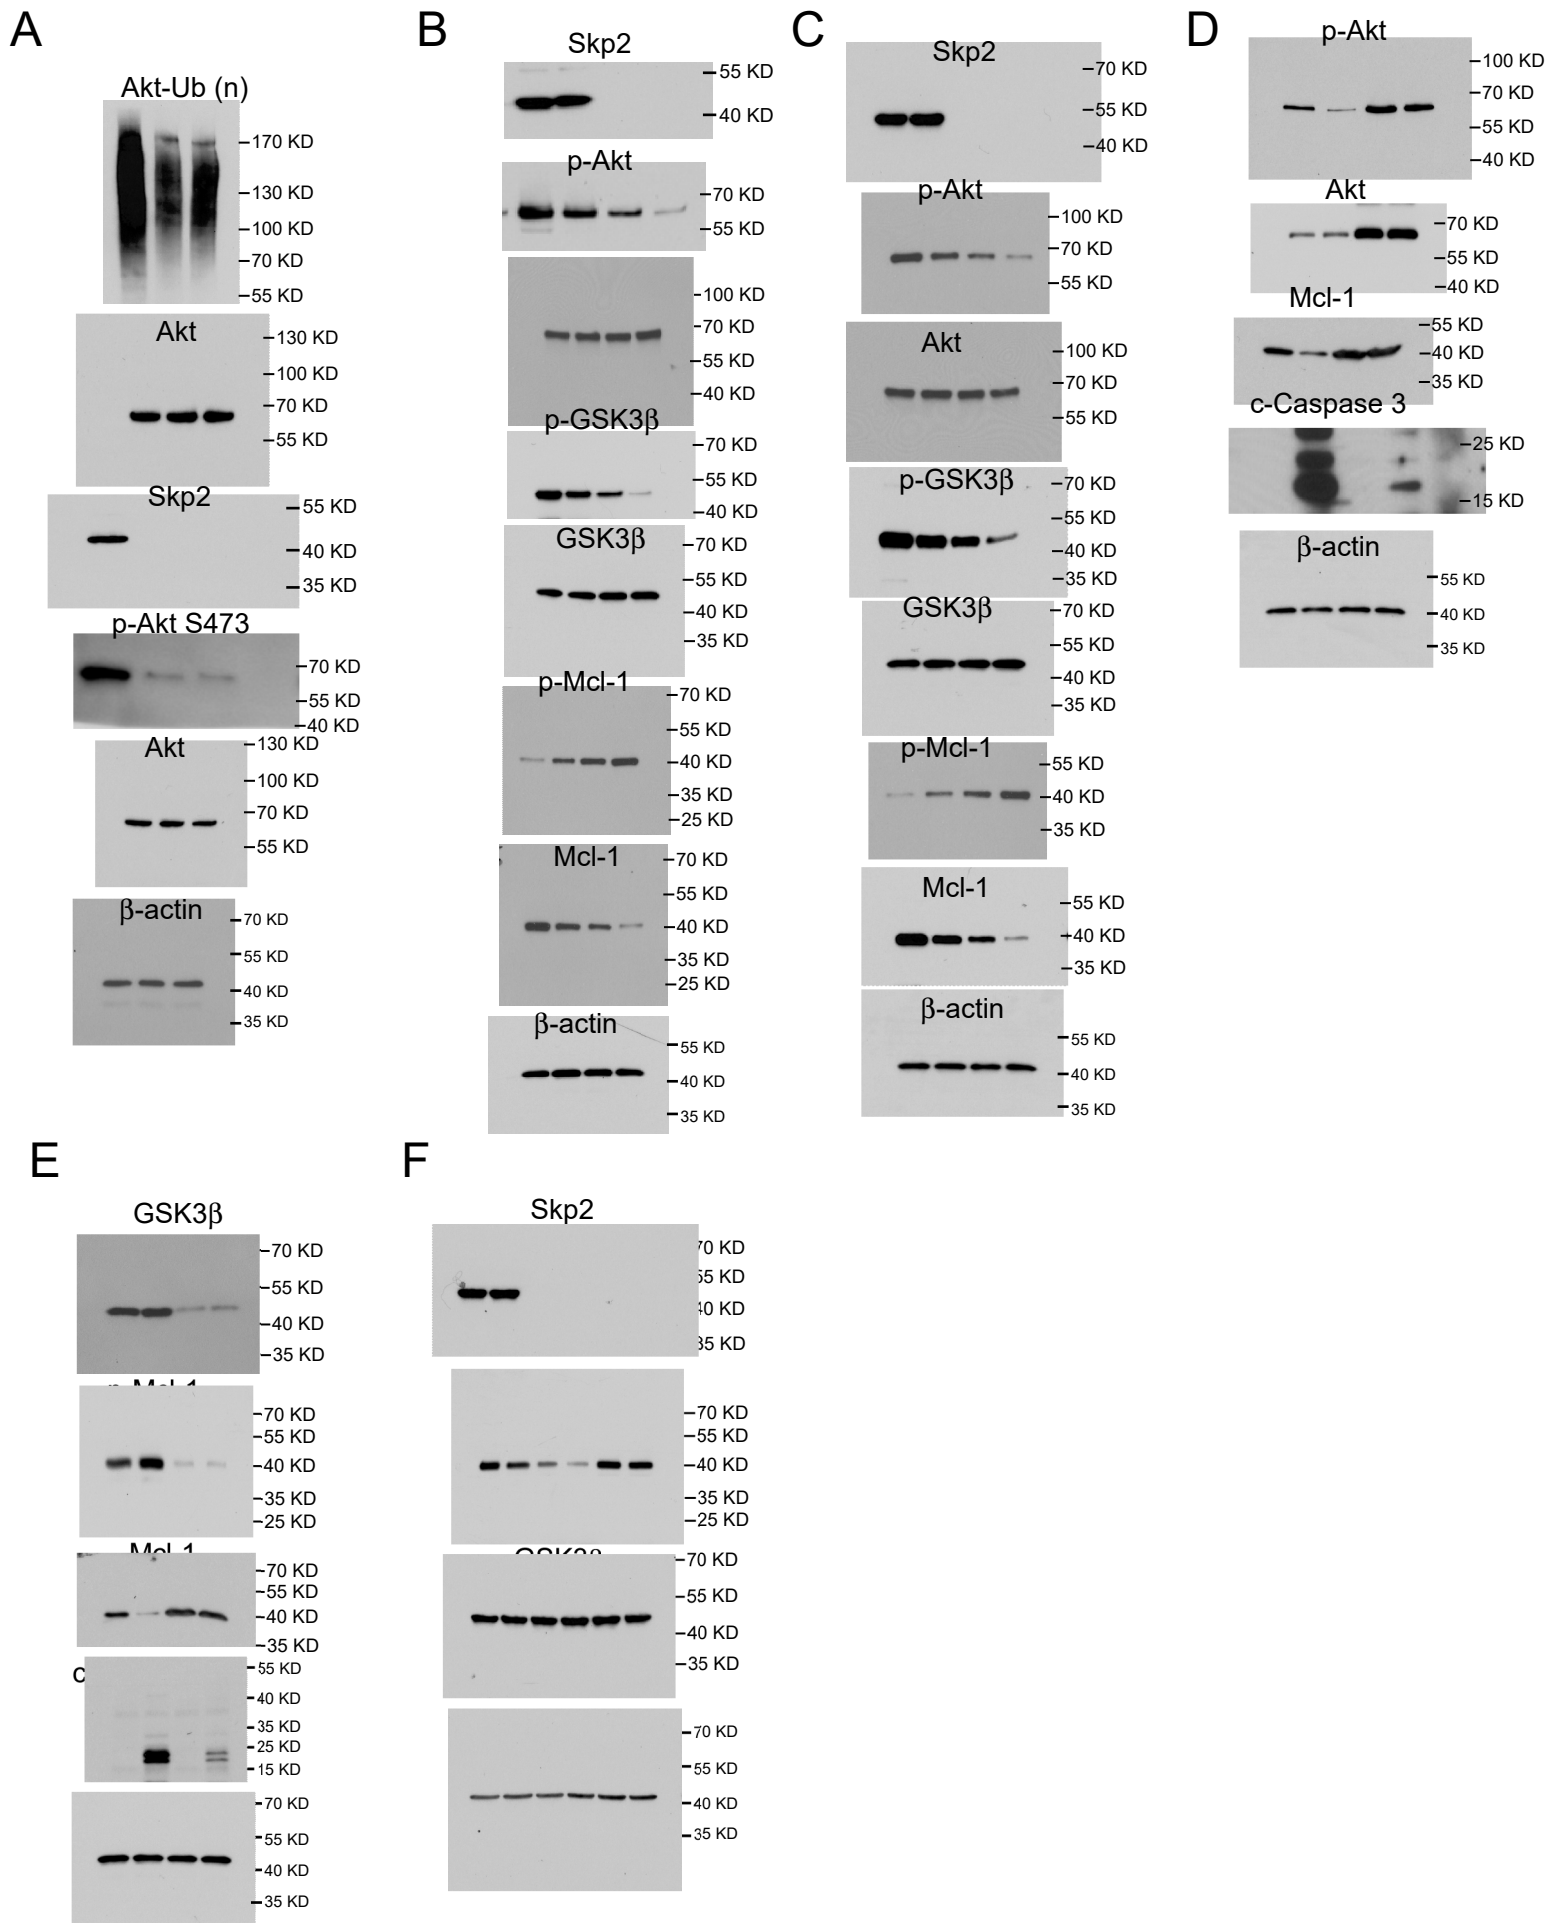 A
Akt-Ub (n)
170 KD
130 KD
100 KD
70 KD
55 KD
Akt
130 KD
100 KD
70 KD
55 KD
Skp2
55 KD
40 KD
35 KD
p-Akt S473
70 KD
55 KD
40 KD
Akt
130 KD
100 KD
70 KD
55 KD
β-actin
70 KD
55 KD
40 KD
35 KD
B
Skp2
55 KD
40 KD
p-Akt
70 KD
55 KD
100 KD
70 KD
55 KD
40 KD
p-GSK3β
70 KD
55 KD
40 KD
GSK3β
70 KD
55 KD
40 KD
35 KD
p-Mcl-1
70 KD
55 KD
40 KD
35 KD
25 KD
Mcl-1
70 KD
55 KD
40 KD
35 KD
25 KD
β-actin
55 KD
40 KD
35 KD
C
Skp2
70 KD
55 KD
40 KD
p-Akt
100 KD
70 KD
55 KD
Akt
100 KD
70 KD
55 KD
p-GSK3β
70 KD
55 KD
40 KD
35 KD
GSK3β
70 KD
55 KD
40 KD
35 KD
p-Mcl-1
55 KD
40 KD
35 KD
Mcl-1
55 KD
40 KD
35 KD
β-actin
55 KD
40 KD
35 KD
D
p-Akt
100 KD
70 KD
55 KD
40 KD
Akt
70 KD
55 KD
40 KD
Mcl-1
55 KD
40 KD
35 KD
c-Caspase 3
25 KD
15 KD
β-actin
55 KD
40 KD
35 KD
E
GSK3β
70 KD
55 KD
40 KD
35 KD
p-Mcl-1
70 KD
55 KD
40 KD
35 KD
25 KD
Mcl-1
70 KD
55 KD
40 KD
35 KD
c
55 KD
40 KD
35 KD
25 KD
15 KD
70 KD
55 KD
40 KD
35 KD
F
Skp2
70 KD
55 KD
40 KD
35 KD
70 KD
55 KD
40 KD
35 KD
25 KD
GSK3β
70 KD
55 KD
40 KD
35 KD
70 KD
55 KD
40 KD
35 KD